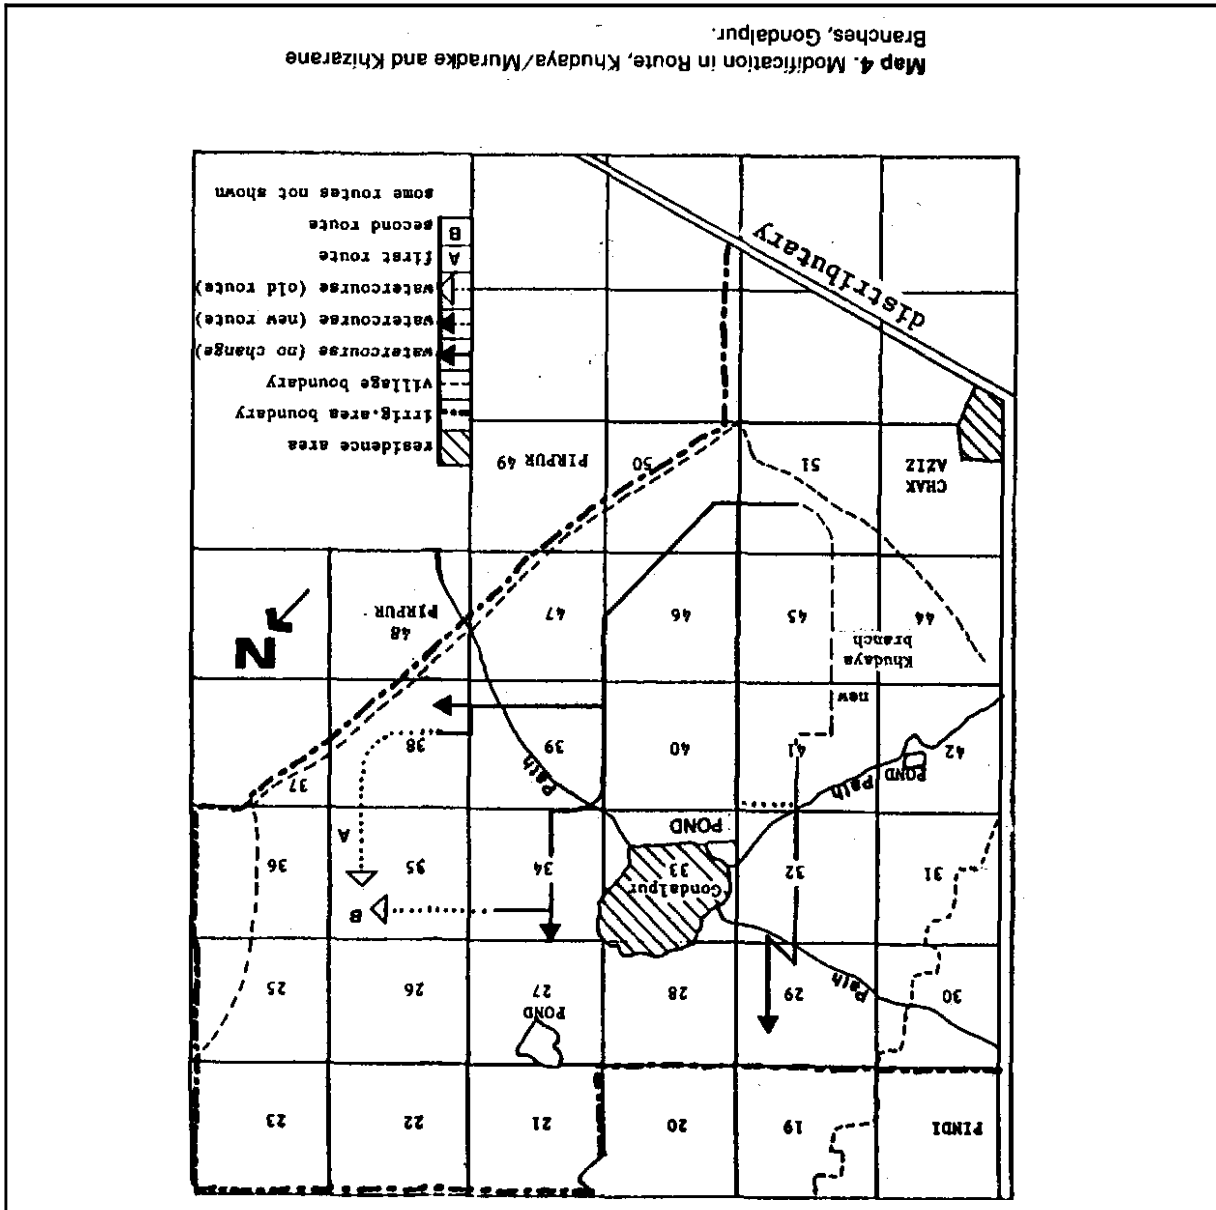 PINDI
19
20
21
22
23
30
Path
29
28
POND
27
26
25
31
32
Gondalpur
33
34
B
35
A
36
POND
42
POND
Path
41
40
Path
39
38
37
new
Khudaya
branch
44
45
46
47
48
PIRPUR
N
CHAK
AZIZ
51
50
PIRPUR 49
distributary
residence area
irrig.area boundary
village boundary
watercourse (no change)
watercourse (new route)
watercourse (old route)
A first route
B second route
some routes not shown
Map 4. Modification in Route, Khudaya/Muradke and Khizarane
Branches, Gondalpur.